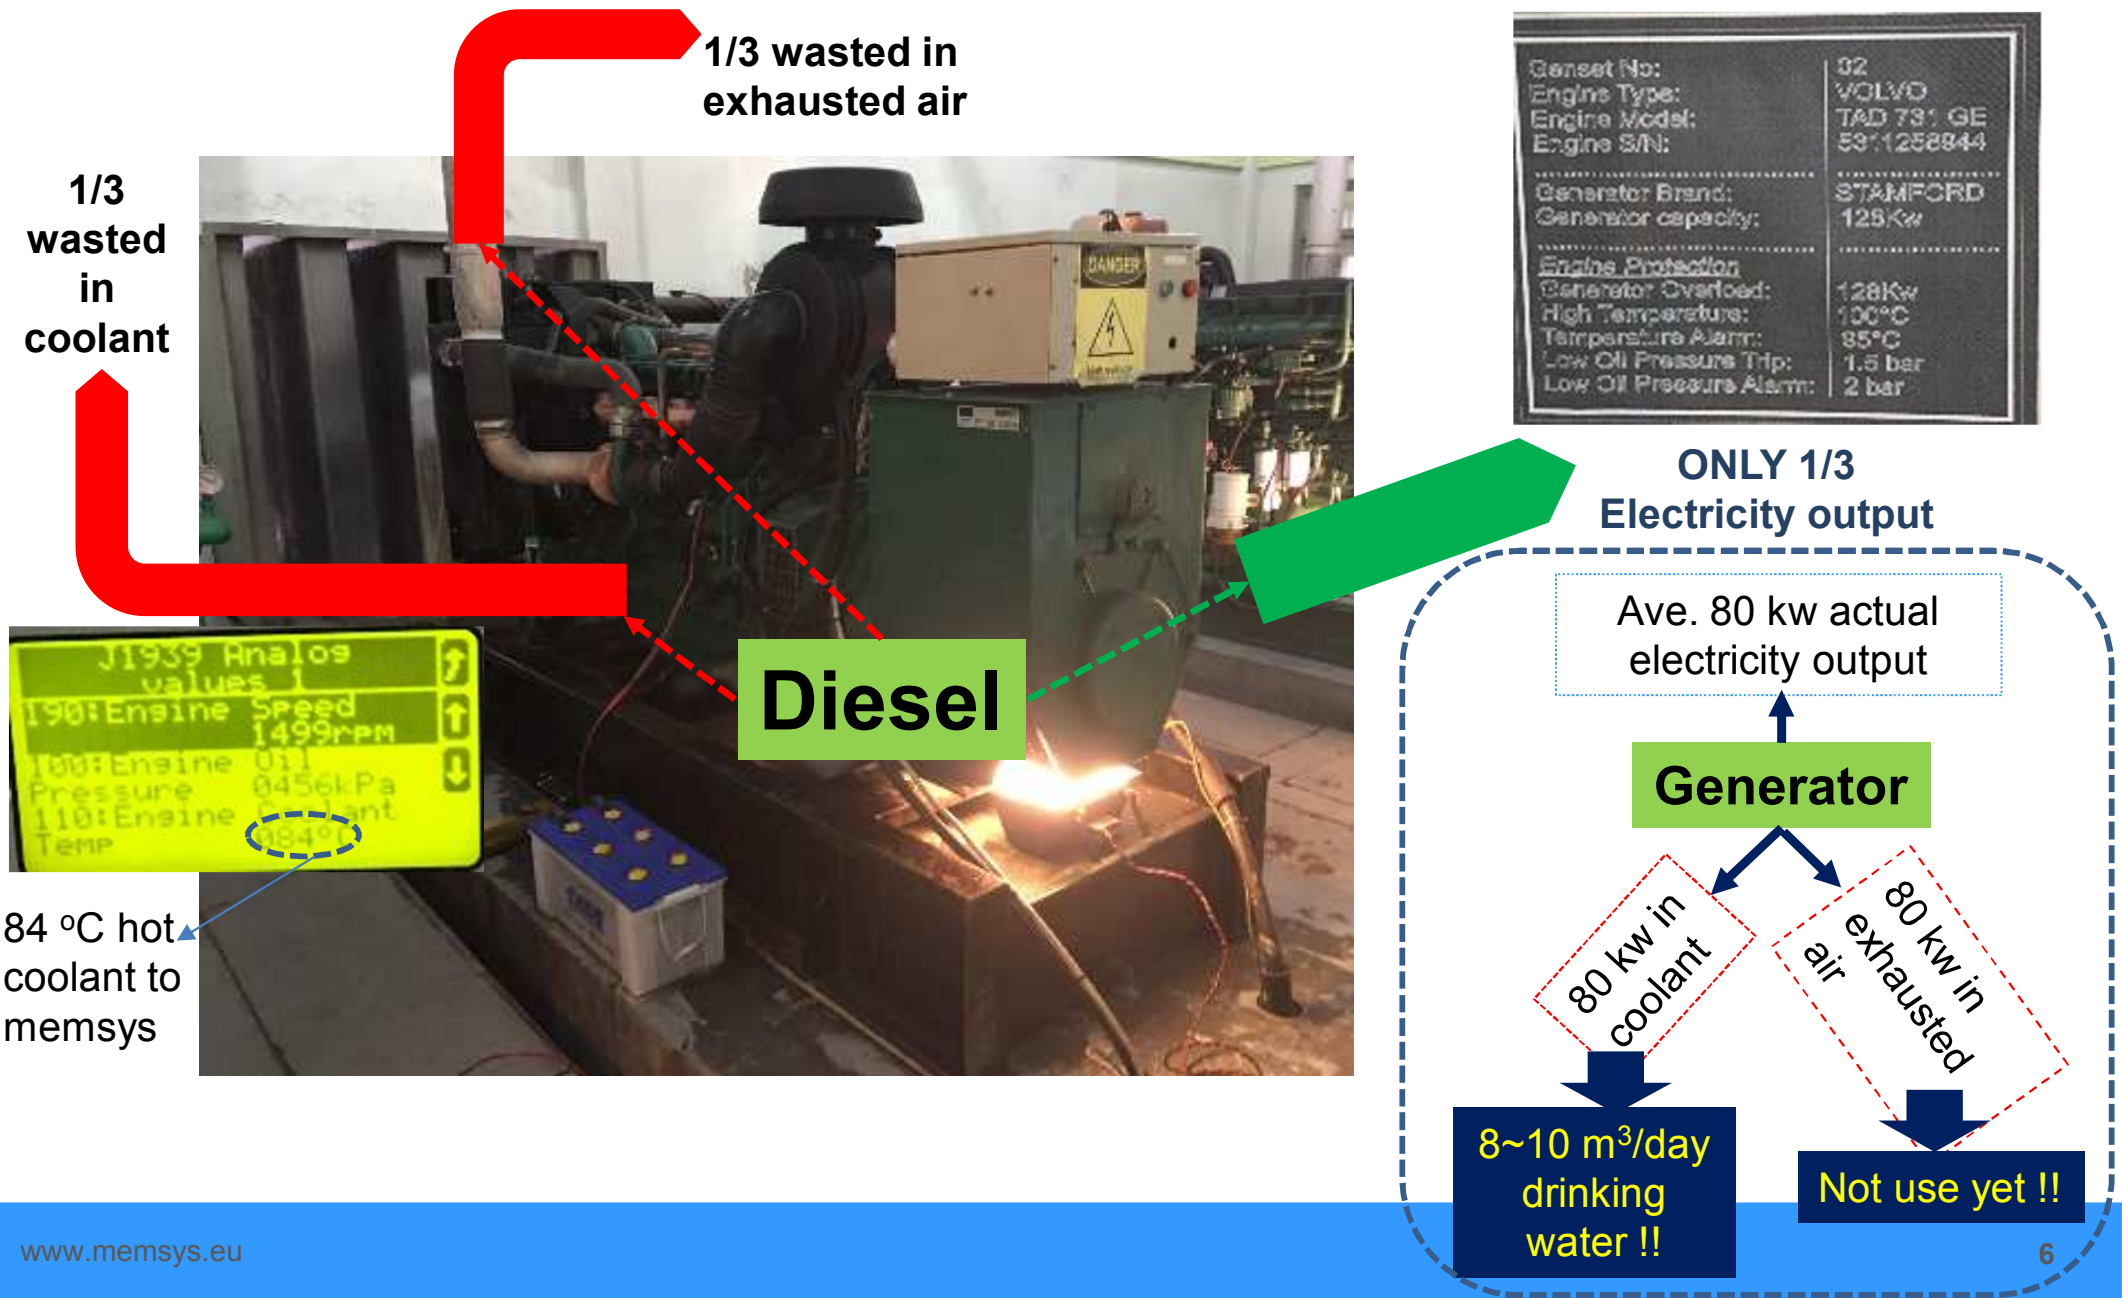 1/3 wasted in
exhausted air
1/3
wasted
in
coolant
Genset No: 02
Engine Type: VOLVO
Engine Model: TAD 731 GE
Engine S/N: 5311258844
Generator Brand: STAMFORD
Generator capacity: 128Kw
Engine Protection
Generator Overload: 128Kw
High Temperature: 100°C
Temperature Alarm: 95°C
Low Oil Pressure Trip: 1.5 bar
Low Oil Pressure Alarm: 2 bar
DANGER
ONLY 1/3
Electricity output
Ave. 80 kw actual
electricity output
Diesel
J1939 Analog
values 1
190:Engine Speed
1499rpm
100:Engine Oil
Pressure 0456kPa
110:Engine Coolant
Temp 084°C
Generator
80 kw in
coolant
80 kw in
exhausted
air
84 °C hot
coolant to
memsys
8~10 m³/day
drinking
water !!
Not use yet !!
www.memsys.eu
6